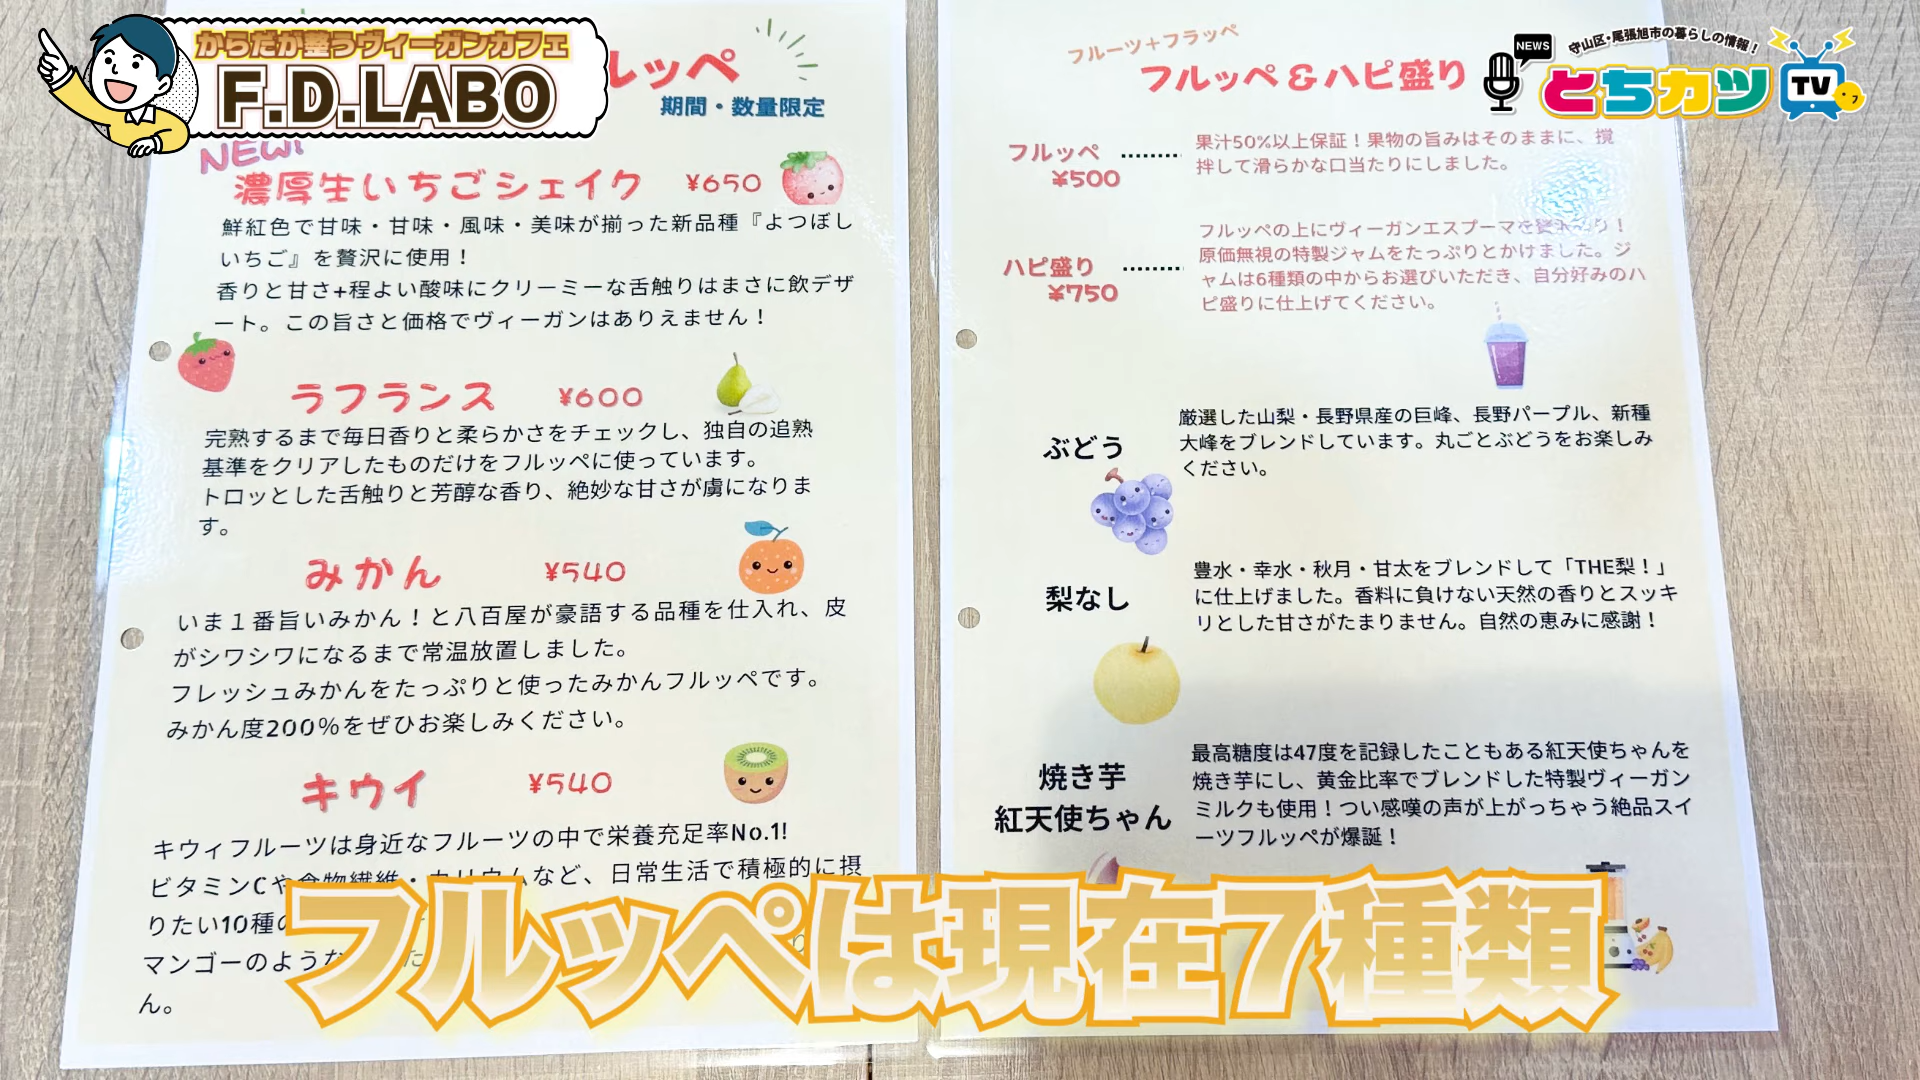 からだが整うヴィーガンカフェ
F.D.LABO
ルッペ
期間・数量限定
NEW!
濃厚生いちごシェイク ¥650
鮮紅色で甘味・甘味・風味・美味が揃った新品種『よつぼし
いちご』を贅沢に使用！
香りと甘さ+程よい酸味にクリーミーな舌触りはまさに飲デザ
ート。この旨さと価格でヴィーガンはありえません！
ラフランス ¥600
完熟するまで毎日香りと柔らかさをチェックし、独自の追熟
基準をクリアしたものだけをフルッペに使っています。
トロッとした舌触りと芳醇な香り、絶妙な甘さが虜になりま
す。
みかん ¥540
いま１番旨いみかん！と八百屋が豪語する品種を仕入れ、皮
がシワシワになるまで常温放置しました。
フレッシュみかんをたっぷりと使ったみかんフルッペです。
みかん度200%をぜひお楽しみください。
キウイ ¥540
キウィフルーツは身近なフルーツの中で栄養充足率No.1!
ビタミンCや食物繊維・カリウムなど、日常生活で積極的に摂
りたい10種の
マンゴーのような
ん。
NEWS
守山区・尾張旭市の暮らしの情報！
とちカツ
TV
フルーツ＋フラッペ
フルッペ＆ハピ盛り
フルッペ
¥500
果汁50%以上保証！果物の旨みはそのままに、撹
拌して滑らかな口当たりにしました。
ハピ盛り
¥750
フルッペの上にヴィーガンエスプーマを贅沢盛り！
原価無視の特製ジャムをたっぷりとかけました。ジ
ャムは6種類の中からお選びいただき、自分好みのハ
ピ盛りに仕上げてください。
ぶどう
厳選した山梨・長野県産の巨峰、長野パープル、新種
大峰をブレンドしています。丸ごとぶどうをお楽しみ
ください。
梨なし
豊水・幸水・秋月・甘太をブレンドして「THE梨！」
に仕上げました。香料に負けない天然の香りとスッキ
リとした甘さがたまりません。自然の恵みに感謝！
焼き芋
紅天使ちゃん
最高糖度は47度を記録したこともある紅天使ちゃんを
焼き芋にし、黄金比率でブレンドした特製ヴィーガン
ミルクも使用！つい感嘆の声が上がっちゃう絶品スイ
ーツフルッペが爆誕！
フルッペは現在7種類